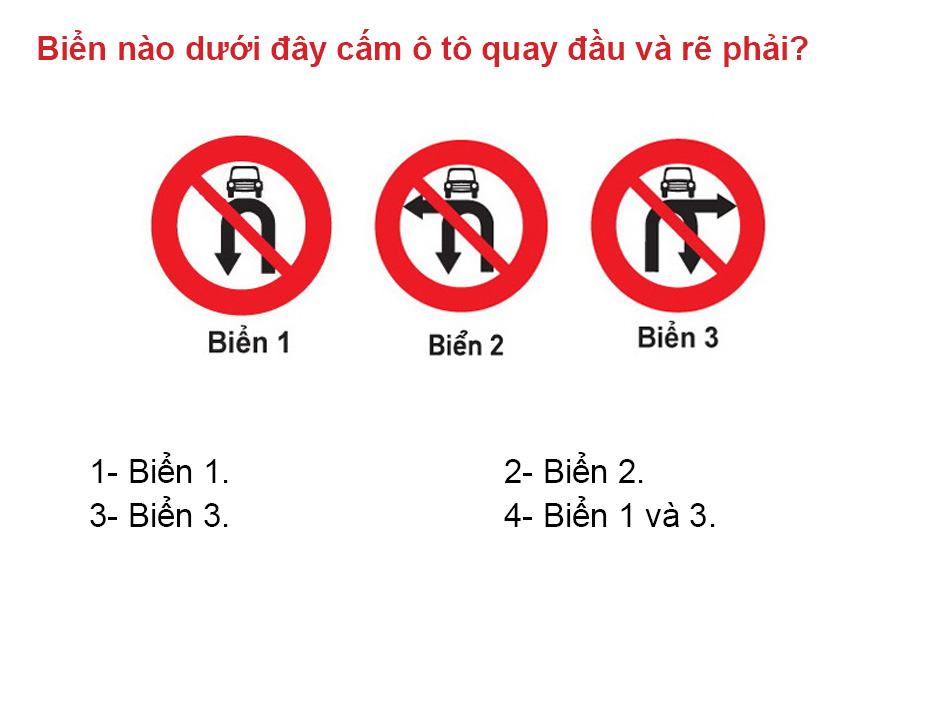 Biển nào dưới đây cấm ô tô quay đầu và rẽ phải?
Biển 1
Biển 2
Biển 3
1- Biển 1.
2- Biển 2.
3- Biển 3.
4- Biển 1 và 3.